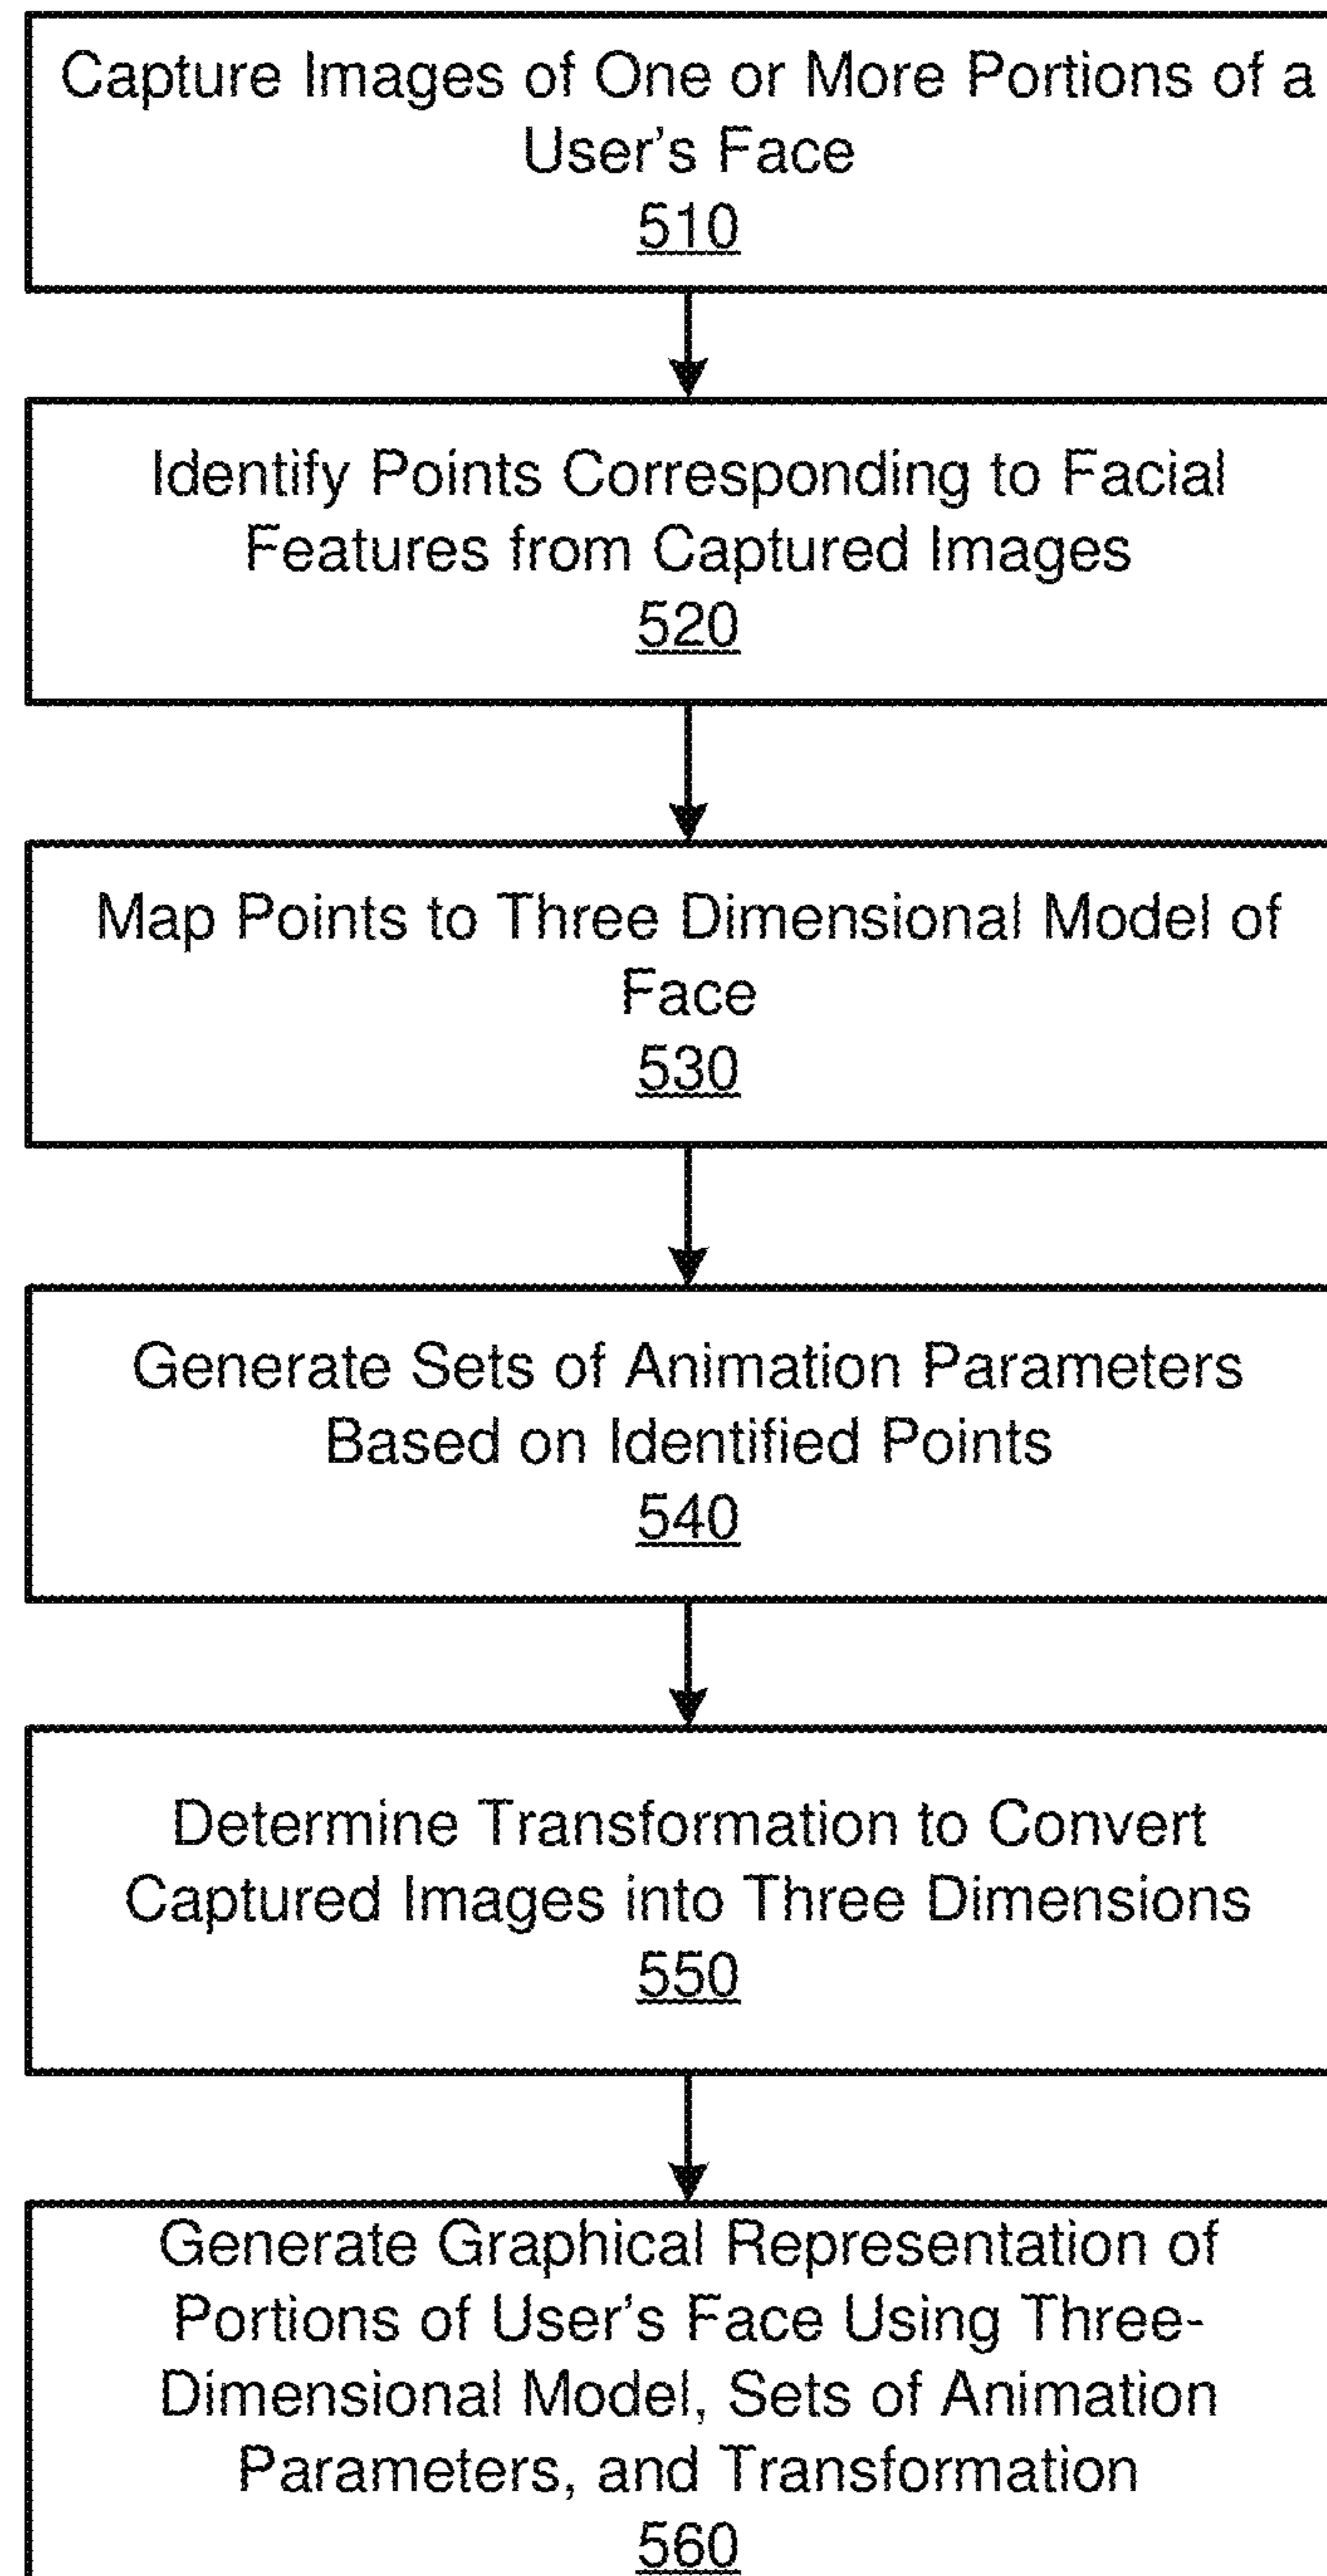 Capture Images of One or More Portions of a
User's Face
510
Identify Points Corresponding to Facial
Features from Captured Images
520
Map Points to Three Dimensional Model of
Face
530
Generate Sets of Animation Parameters
Based on Identified Points
540
Determine Transformation to Convert
Captured Images into Three Dimensions
550
Generate Graphical Representation of
Portions of User's Face Using Three-
Dimensional Model, Sets of Animation
Parameters, and Transformation
560